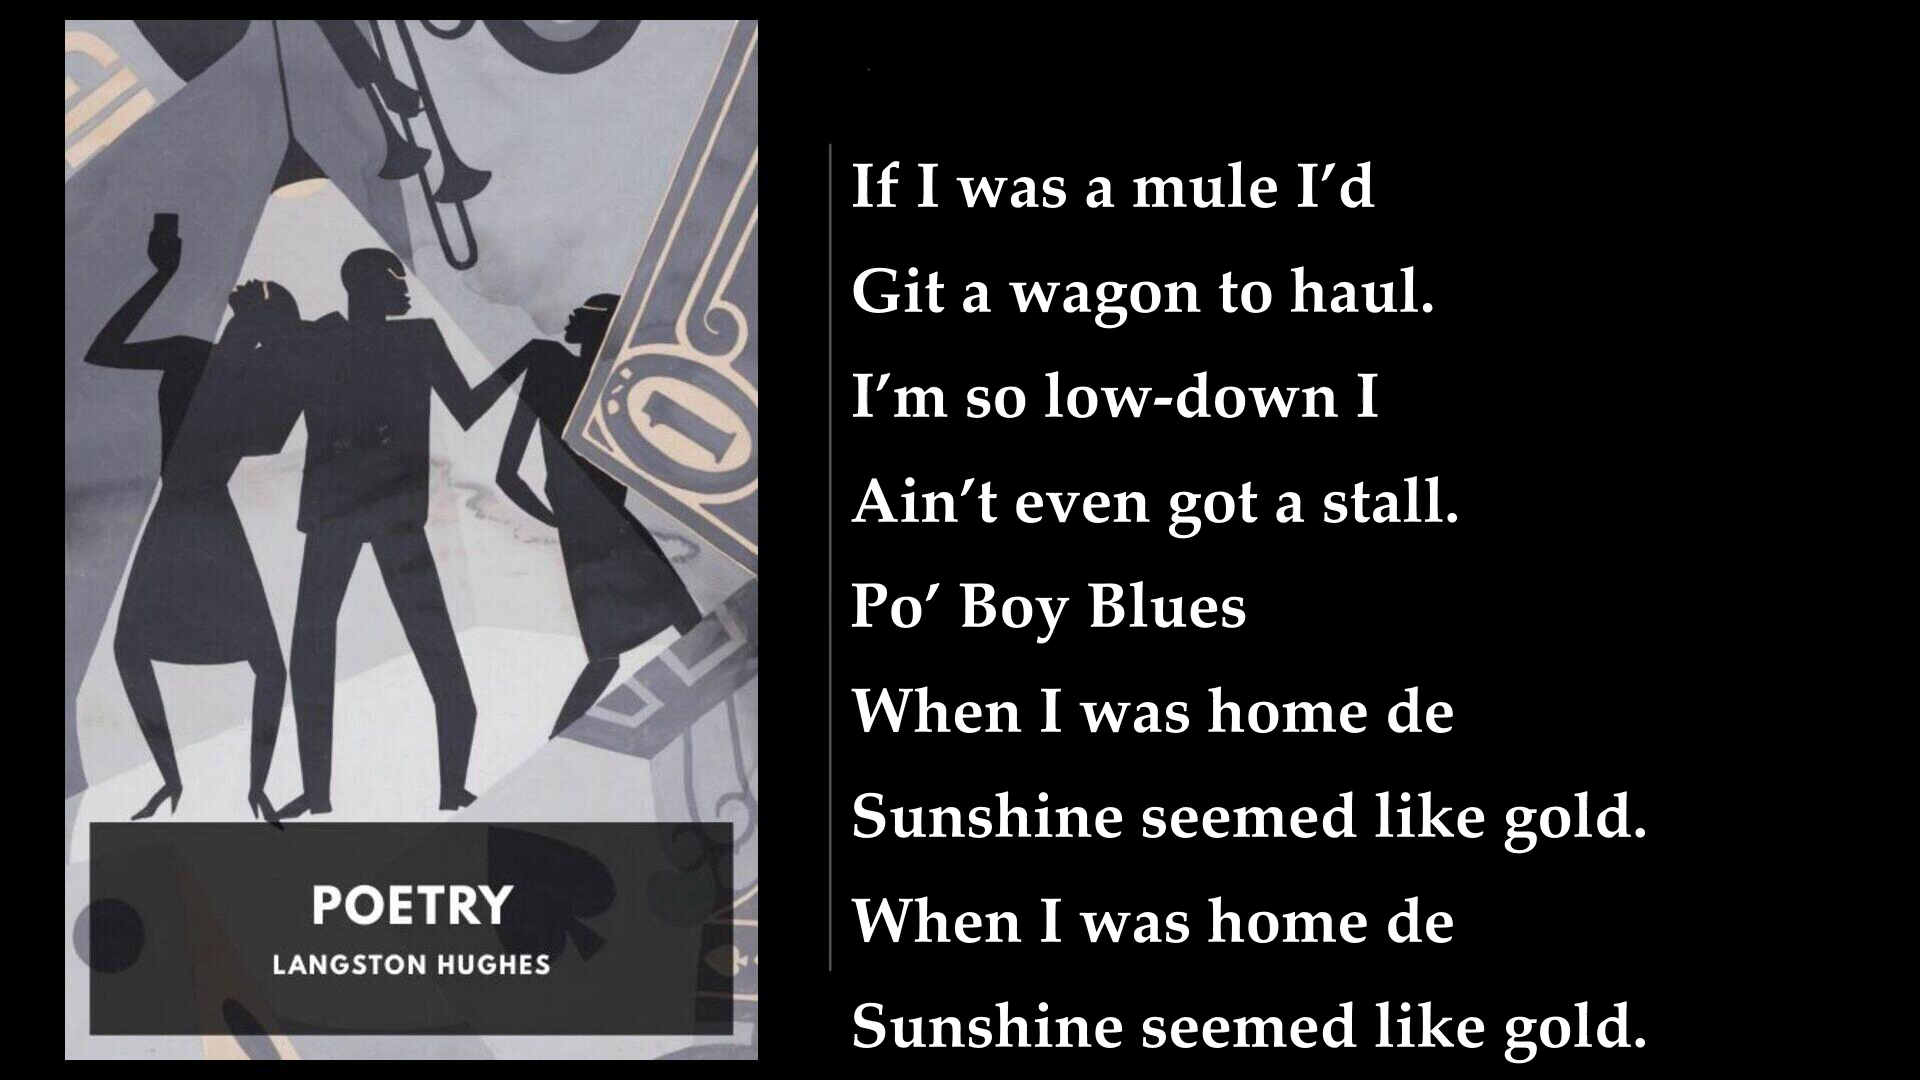 POETRY
LANGSTON HUGHES
If I was a mule I’d
Git a wagon to haul.
I’m so low-down I
Ain’t even got a stall.
Po’ Boy Blues
When I was home de
Sunshine seemed like gold.
When I was home de
Sunshine seemed like gold.